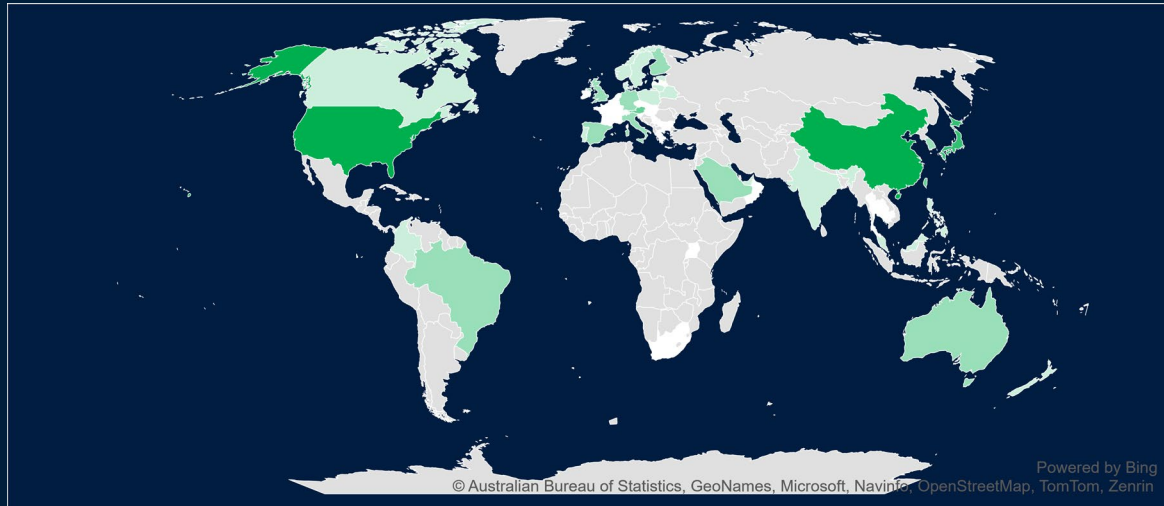 Powered by Bing
© Australian Bureau of Statistics, GeoNames, Microsoft, Navinfo, OpenStreetMap, TomTom, Zenrin